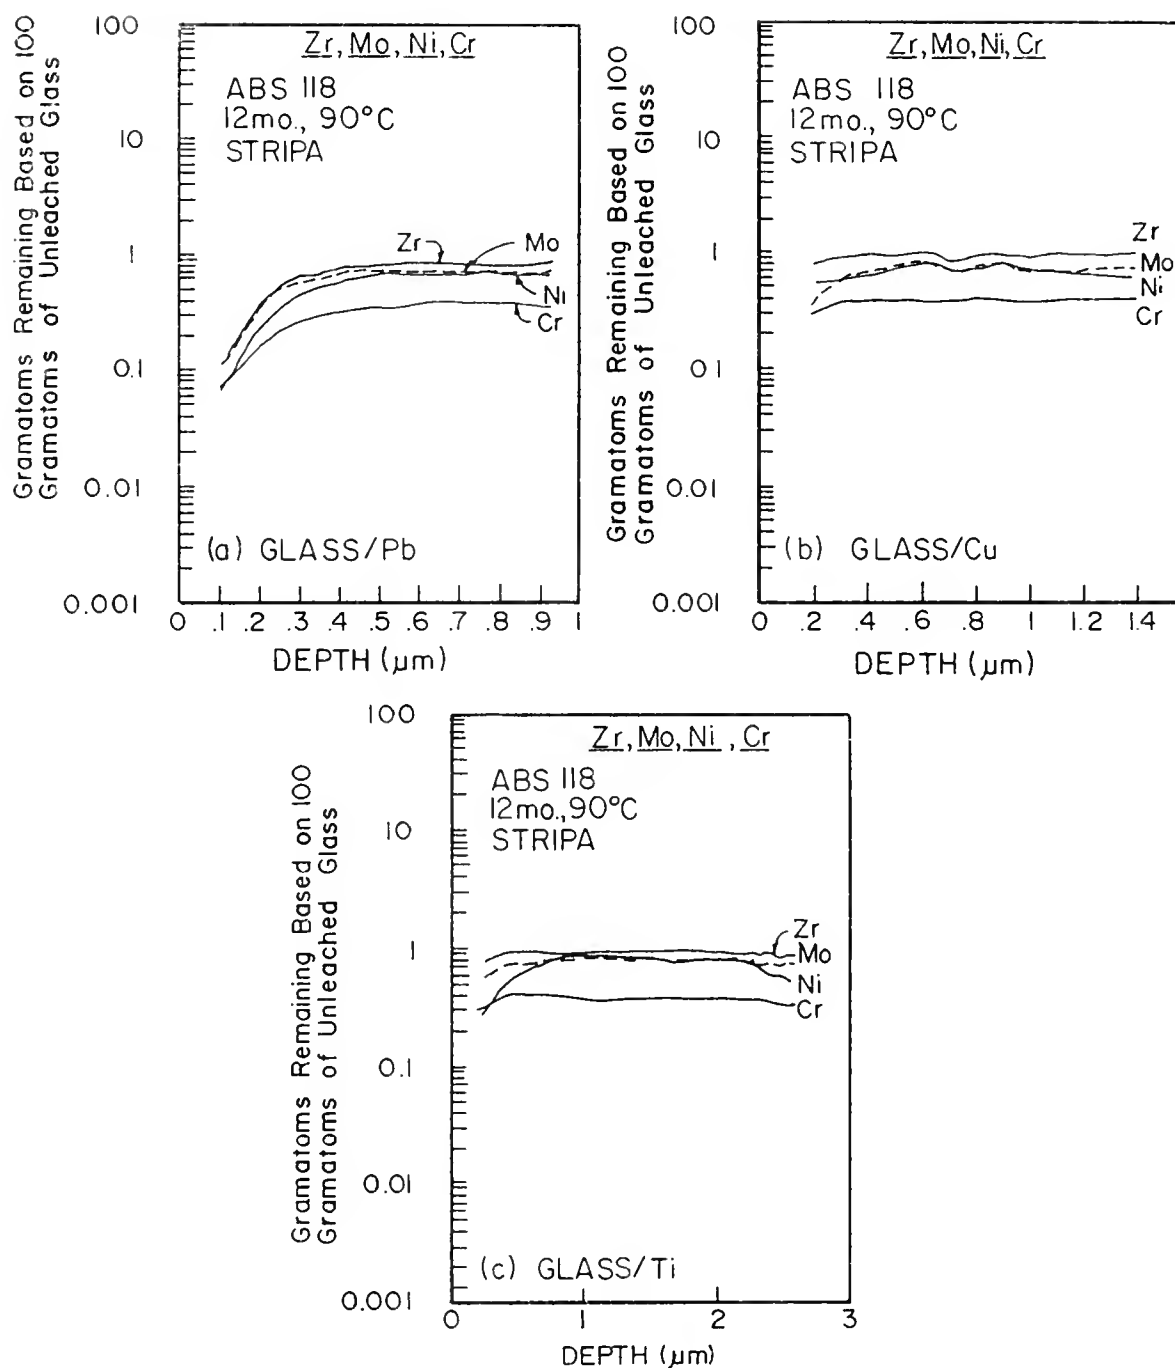 Gramatoms Remaining Based on 100
Gramatoms of Unleached Glass
100
10
1
0.1
0.01
0.001
Zr, Mo, Ni, Cr
ABS 118
12mo., 90°C
STRIPA
Zr
Mo
Ni
Cr
(a) GLASS/Pb
0 .1 0.2 .3 0.4 .5 0.6 .7 .8 .9 1
DEPTH (μm)
Gramatoms Remaining Based on 100
Gramatoms of Unleached Glass
100
10
1
0.1
0.01
0.001
Zr, Mo, Ni, Cr
ABS 118
12mo., 90°C
STRIPA
Zr
Mo
Ni
Cr
(b) GLASS/Cu
0 .2 .4 .6 .8 1 1.2 1.4
DEPTH (μm)
Gramatoms Remaining Based on 100
Gramatoms of Unleached Glass
100
10
1
0.1
0.01
0.001
Zr, Mo, Ni, Cr
ABS 118
12mo., 90°C
STRIPA
Zr
Mo
Ni
Cr
(c) GLASS/Ti
0 1 2 3
DEPTH (μm)